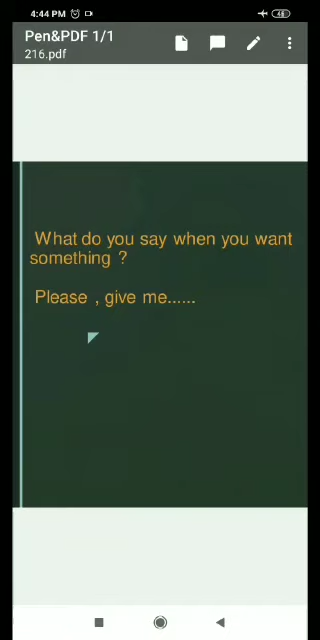 4:44 PM
48
Pen&PDF 1/1
216.pdf
What do you say when you want
something ?
Please , give me......